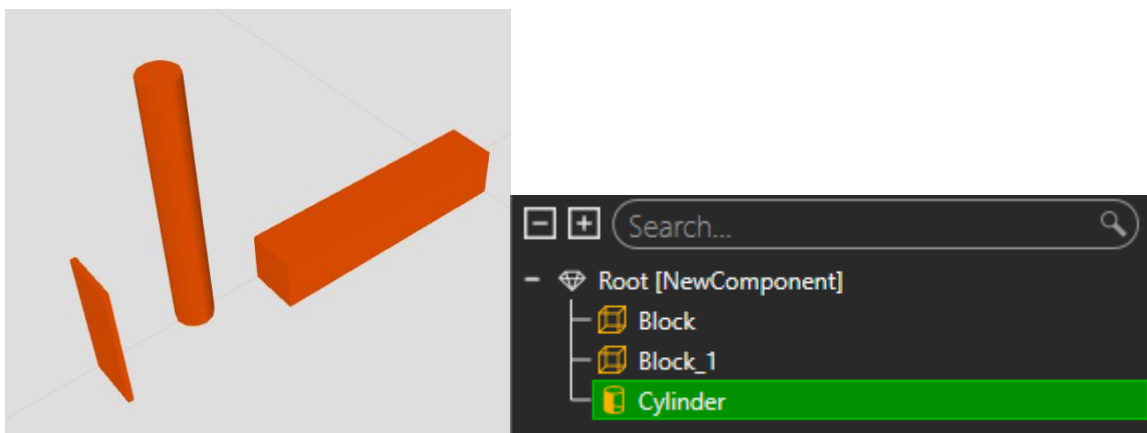 Search...
Root [NewComponent]
Block
Block_1
Cylinder